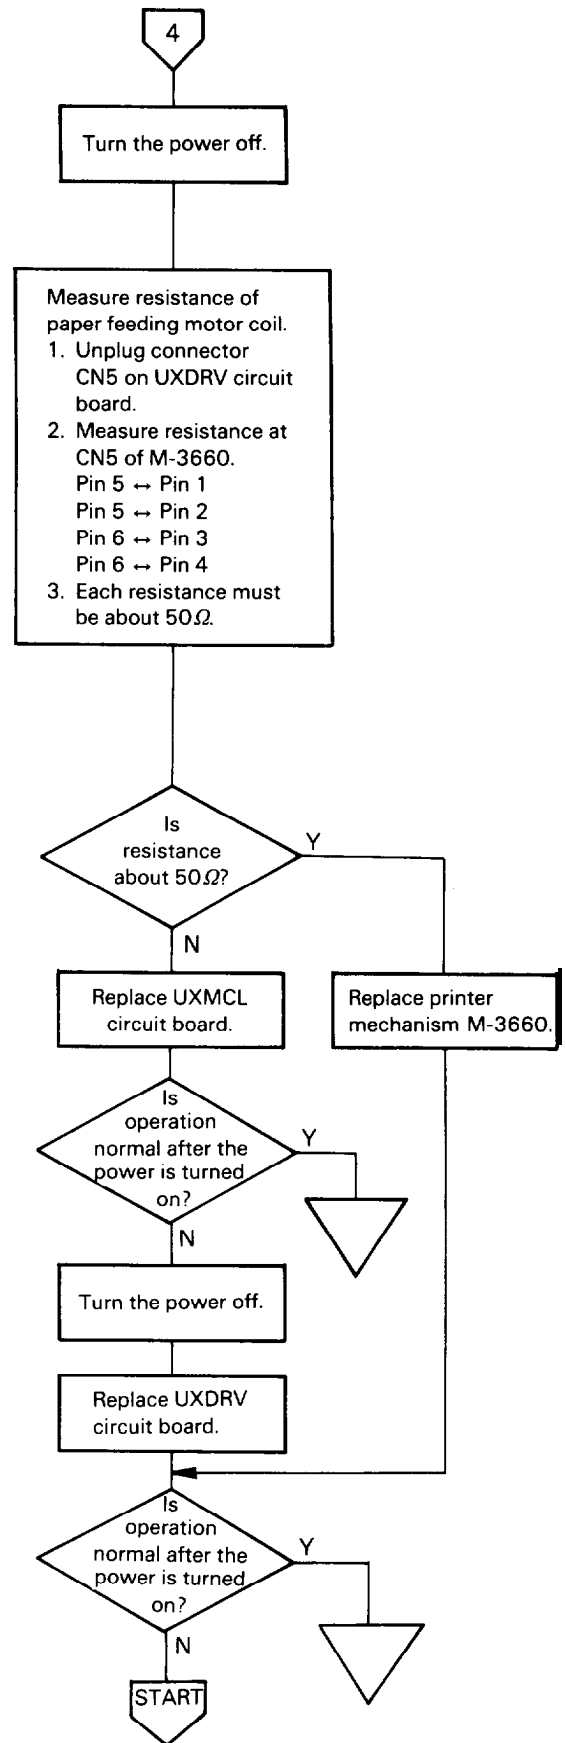 4
Turn the power off.
Measure resistance of
paper feeding motor coil.
1. Unplug connector
CN5 on UXDRV circuit
board.
2. Measure resistance at
CN5 of M-3660.
Pin 5 ↔ Pin 1
Pin 5 ↔ Pin 2
Pin 6 ↔ Pin 3
Pin 6 ↔ Pin 4
3. Each resistance must
be about 50Ω.
Is
resistance
about 50Ω?
Y
N
Replace UXMCL
circuit board.
Replace printer
mechanism M-3660.
Is
operation
normal after the
power is turned
on?
Y
N
Turn the power off.
Replace UXDRV
circuit board.
Is
operation
normal after the
power is turned
on?
Y
N
START